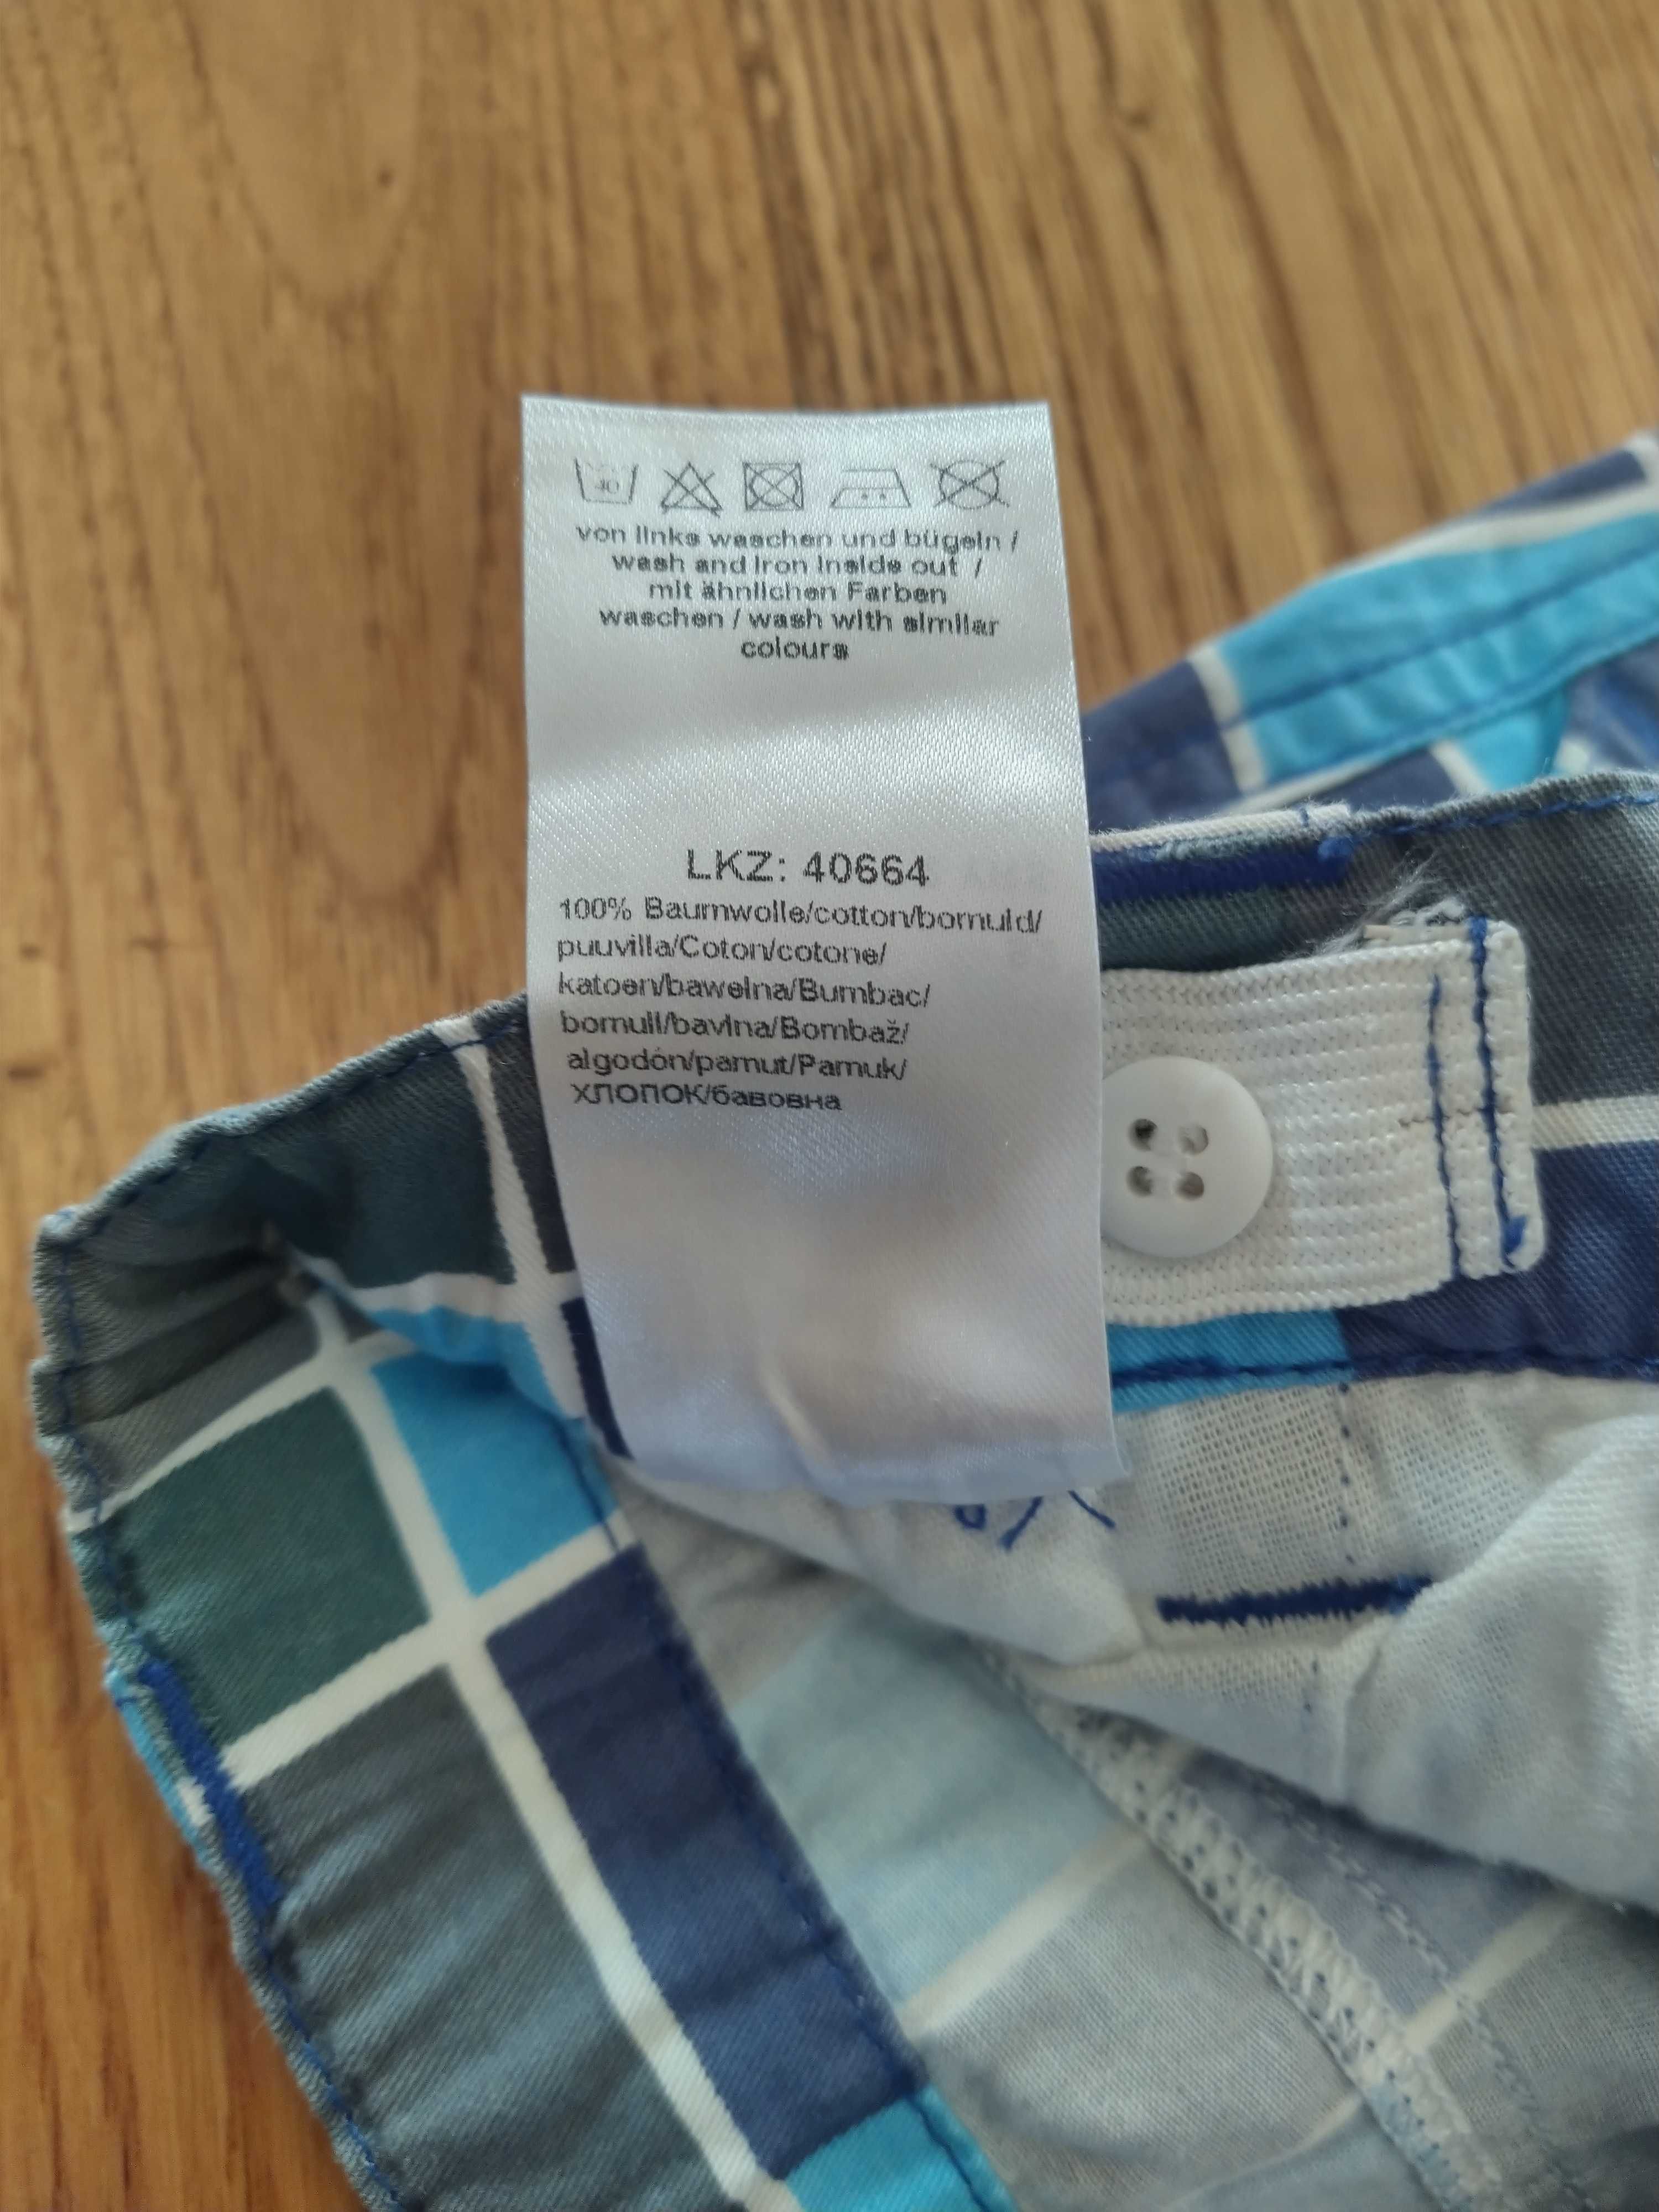 40
von links waschen und bügeln /
wash and iron inside out /
mit ähnlichen Farben
waschen / wash with similar
colours
LKZ: 40664
100% Baumwolle/cotton/bomuld/
puuvilla/Coton/cotone/
katoen/bawełna/Bumbac/
bomull/bavlna/Bombaž/
algodón/pamut/Pamuk/
ХЛОПОК/бавовна